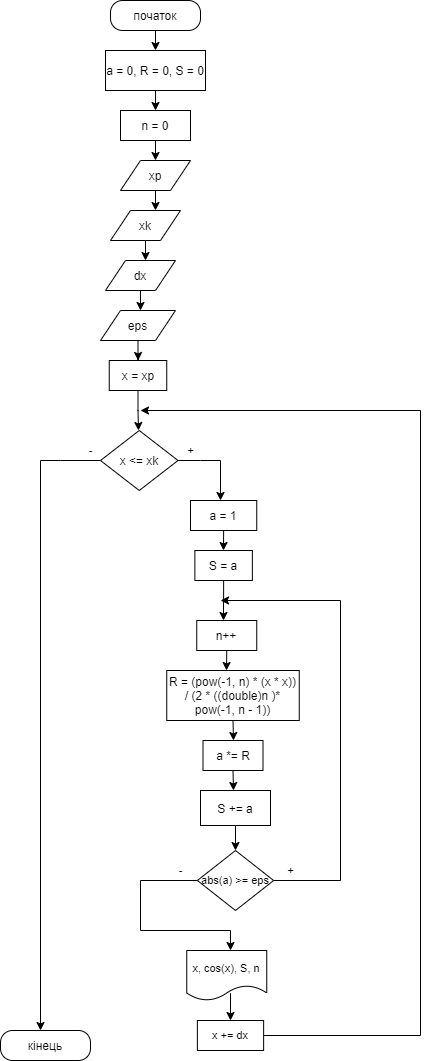 початок
a = 0, R = 0, S = 0
n = 0
xp
xk
dx
eps
x = xp
-
x <= xk
+
a = 1
S = a
n++
R = (pow(-1, n) * (x * x))
/ (2 * ((double)n )*
pow(-1, n - 1))
a *= R
S += a
-
abs(a) >= eps
+
x, cos(x), S, n
x += dx
кінець